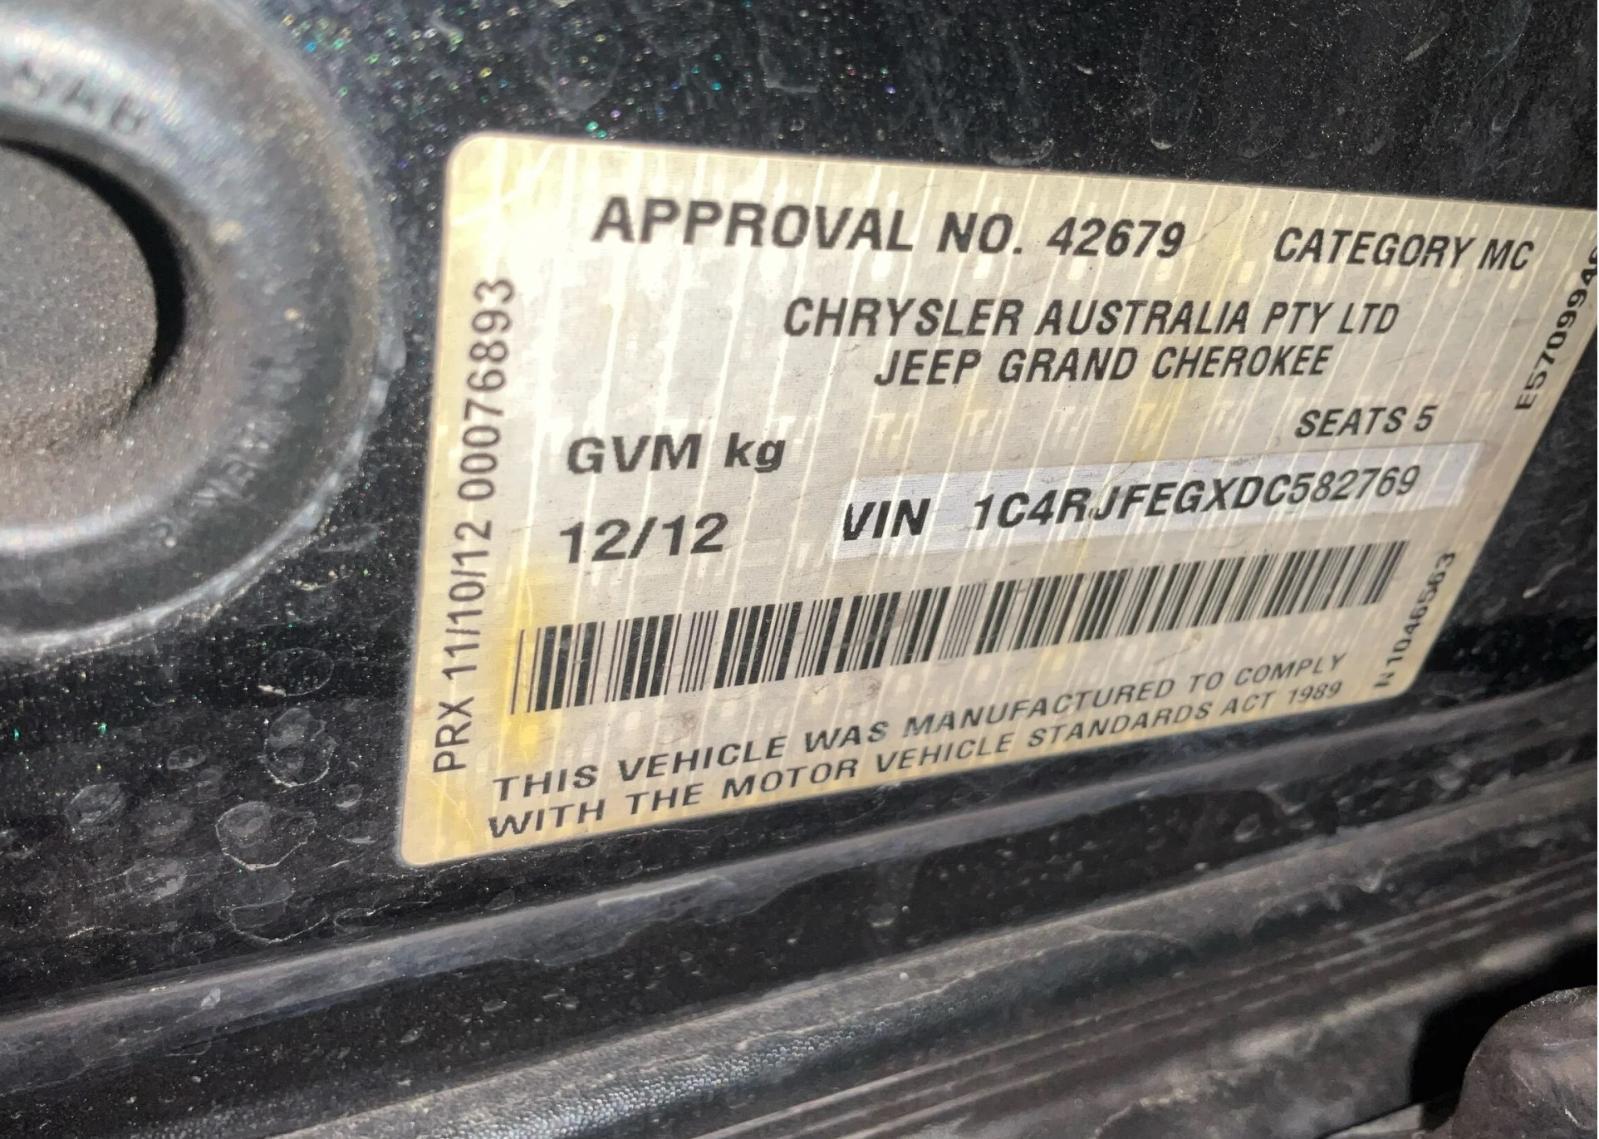 APPROVAL NO. 42679 CATEGORY MC
CHRYSLER AUSTRALIA PTY LTD
JEEP GRAND CHEROKEE
SEATS 5
GVM kg
12/12 VIN 1C4RJFEGXDC582769
THIS VEHICLE WAS MANUFACTURED TO COMPLY
WITH THE MOTOR VEHICLE STANDARDS ACT 1989
PRX 11/10/12 00076893
N1046563